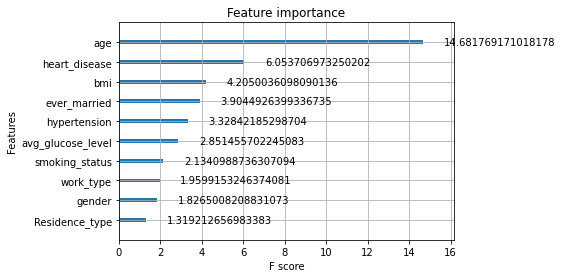 Feature importance
age 14.681769171018178
heart_disease 6.053706973250202
bmi 4.2050036098090136
ever_married 3.9044926399336735
hypertension 3.32842185298704
avg_glucose_level 2.851455702245083
smoking_status 2.1340988736307094
work_type 1.9599153246374081
gender 1.8265008208831073
Residence_type 1.319212656983383
Features
0 2 4 6 8 10 12 14 16
F score